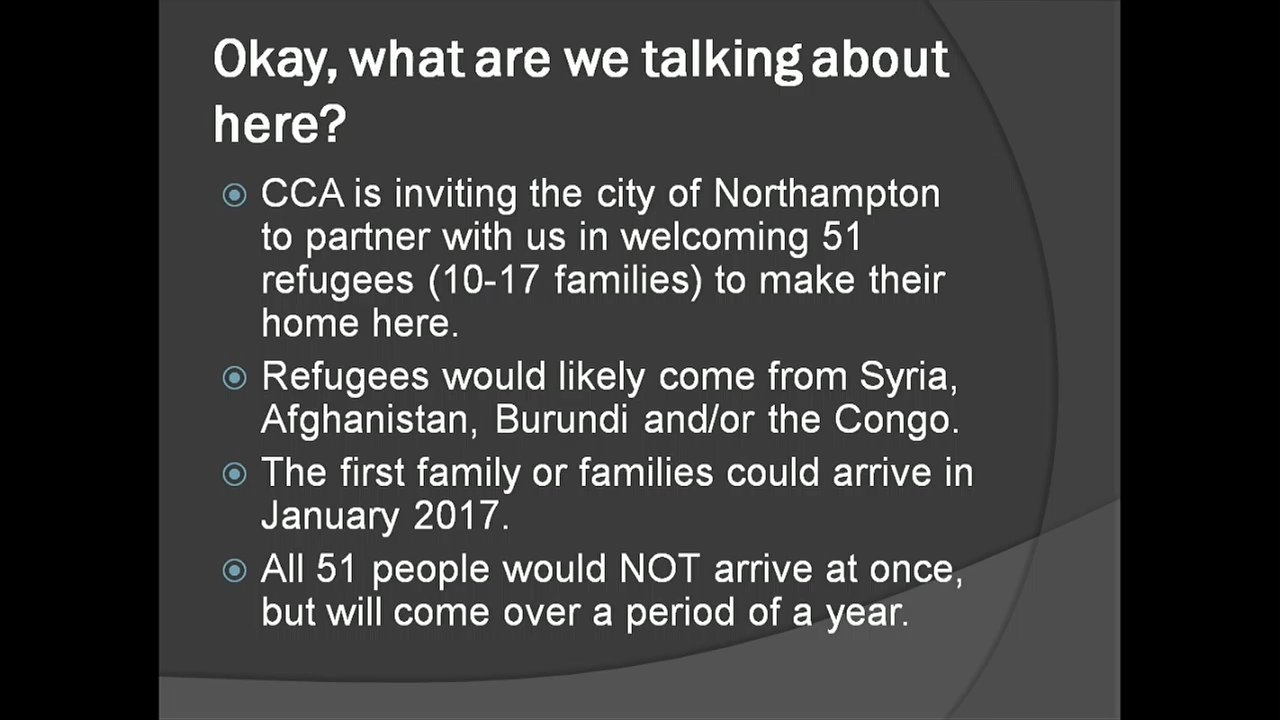 Okay, what are we talking about
here?
CCA is inviting the city of Northampton
to partner with us in welcoming 51
refugees (10-17 families) to make their
home here.
Refugees would likely come from Syria,
Afghanistan, Burundi and/or the Congo.
The first family or families could arrive in
January 2017.
All 51 people would NOT arrive at once,
but will come over a period of a year.